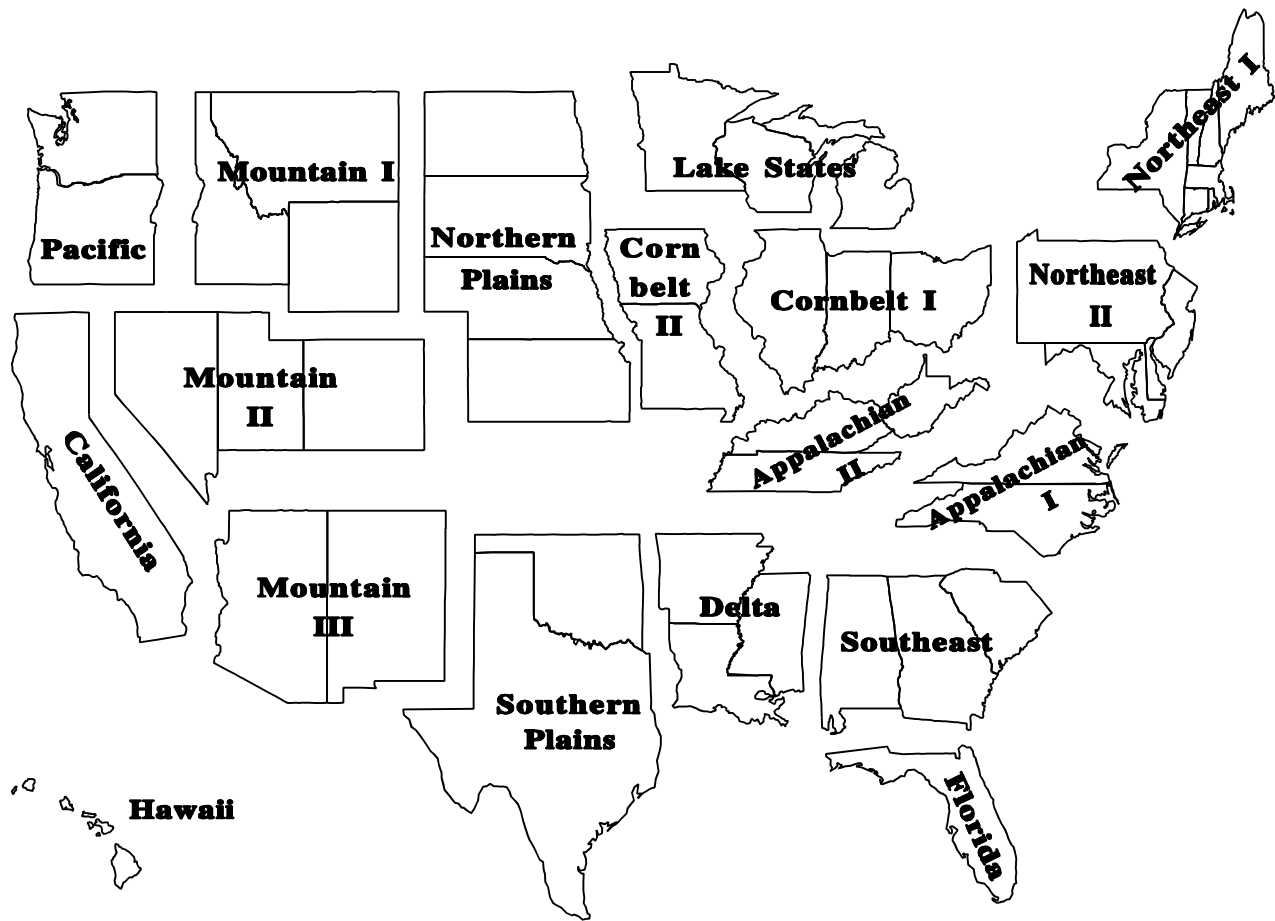 Northeast I
Mountain I
Lake States
Pacific
Northern
Plains
Corn
belt
II
Cornbelt I
Northeast
II
Mountain
II
California
Appalachian
II
Appalachian
I
Mountain
III
Delta
Southeast
Southern
Plains
Hawaii
Florida